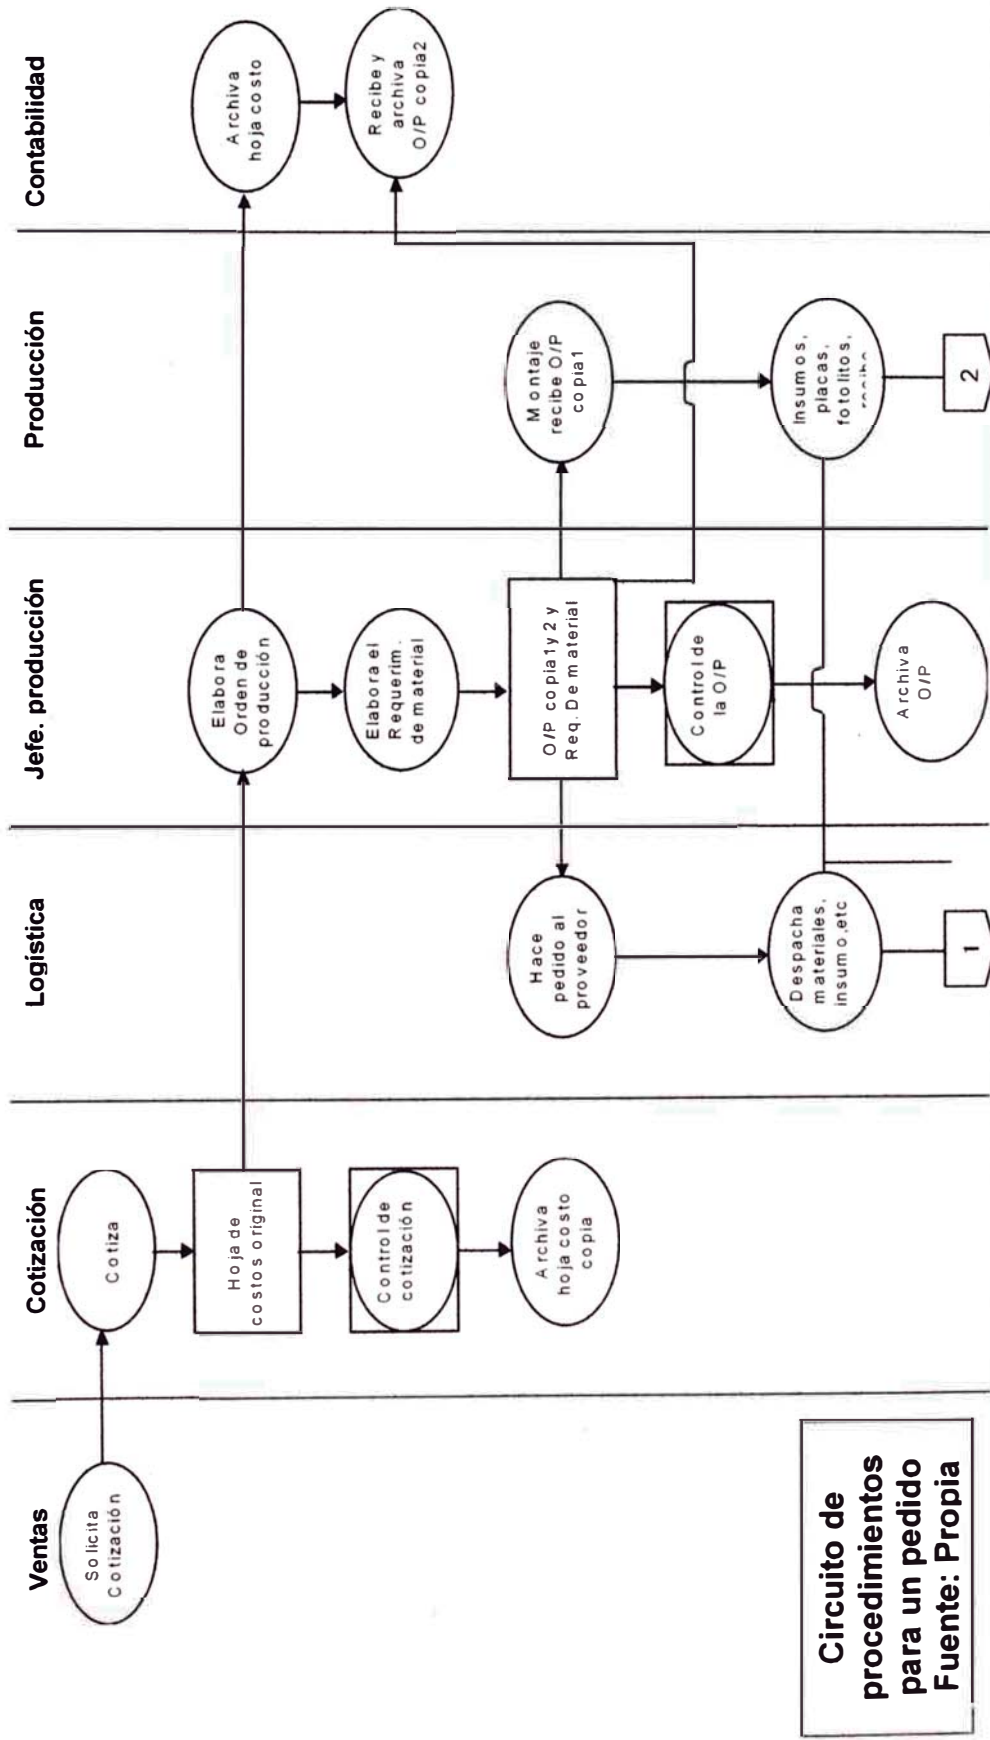 Ventas
Cotización
Logística
Jefe. producción
Producción
Contabilidad
Solicita
Cotización
Cotiza
Hoja de
costos original
Control de
cotización
Archiva
hoja costo
copia
Elabora
Orden de
producción
Elabora el
Requerim.
de material
O/P copia1y 2 y
Req. De material
Control de
la O/P
Archiva
O/P
Hace
pedido al
proveedor
Despacha
materiales,
insumo,etc
1
Montaje
recibe O/P
copia1
Insumos,
placas,
fotolitos,
2
Archiva
hoja costo
Recibe y
archiva
O/P copia2
Circuito de
procedimientos
para un pedido
Fuente: Propia